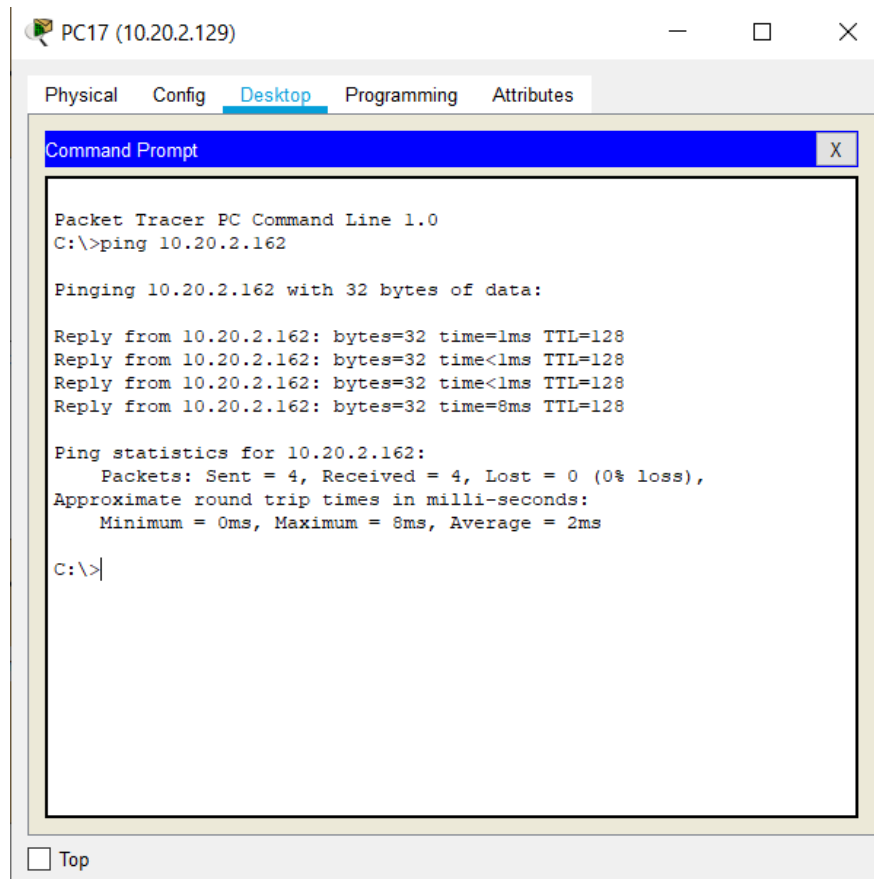 PC17 (10.20.2.129)
Physical Config Desktop Programming Attributes
Command Prompt X
Packet Tracer PC Command Line 1.0
C:\>ping 10.20.2.162
Pinging 10.20.2.162 with 32 bytes of data:
Reply from 10.20.2.162: bytes=32 time=1ms TTL=128
Reply from 10.20.2.162: bytes=32 time<1ms TTL=128
Reply from 10.20.2.162: bytes=32 time<1ms TTL=128
Reply from 10.20.2.162: bytes=32 time=8ms TTL=128
Ping statistics for 10.20.2.162:
Packets: Sent = 4, Received = 4, Lost = 0 (0% loss),
Approximate round trip times in milli-seconds:
Minimum = 0ms, Maximum = 8ms, Average = 2ms
C:\>
Top